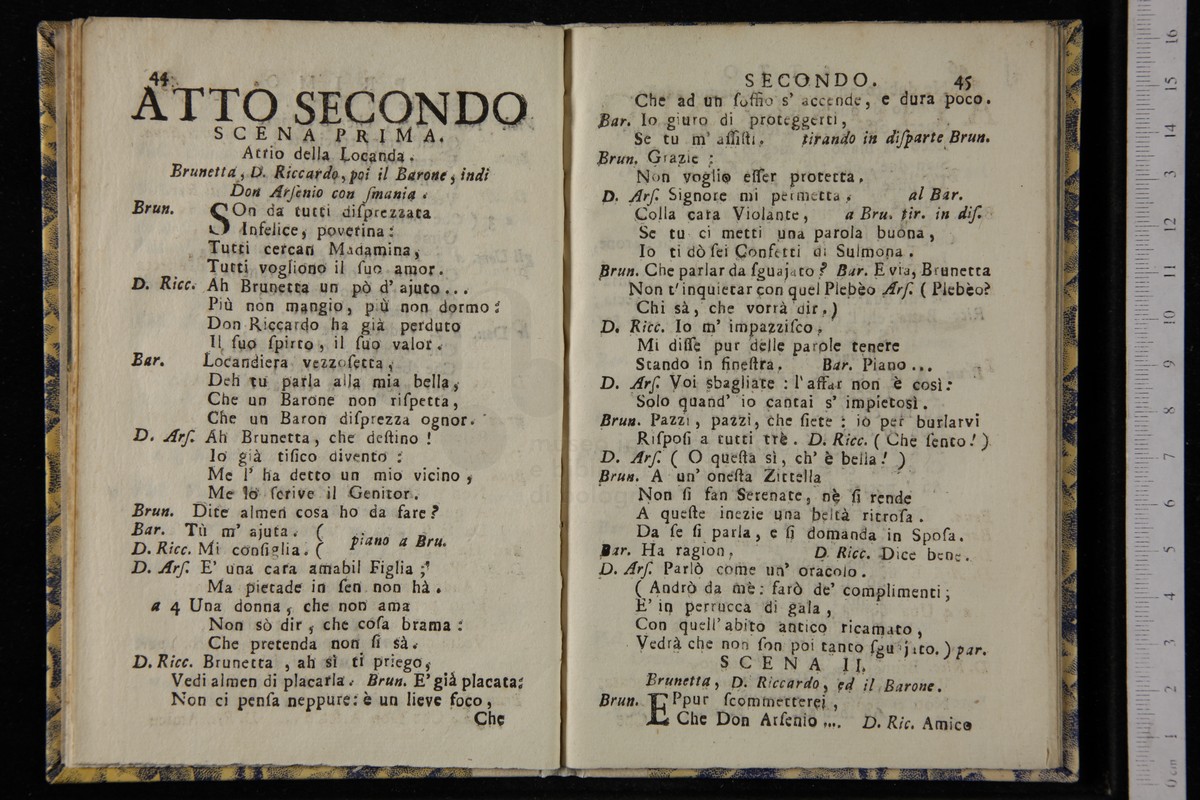 44
ATTO SECONDO
SCENA PRIMA.
Atrio della Locanda.
Brunetta, D. Riccardo, poi il Barone, indi
Don Arſenio con ſmania.
Brun. SOn da tutti diſprezzata
Infelice, poverina:
Tutti cercan Madamina,
Tutti vogliono il ſuo amor.
D. Ricc. Ah Brunetta un pò d' ajuto...
Più non mangio, più non dormo:
Don Riccardo ha già perduto
Il ſuo ſpirto, il ſuo valor.
Bar. Locandiera vezzoſetta,
Deh tu parla alla mia bella,
Che un Barone non riſpetta,
Che un Baron diſprezza ognor.
D. Arſ. Ah Brunetta, che deſtino!
Io già tiſico divento:
Me l' ha detto un mio vicino,
Me lo ſcrive il Genitor.
Brun. Dite almen coſa ho da fare?
Bar. Tù m' ajuta. (
D. Ricc. Mi conſiglia. ( piano a Bru.
D. Arſ. E' una cara amabil Figlia;
Ma pietade in ſen non hà.
a 4 Una donna, che non ama
Non sò dir, che coſa brama:
Che pretenda non ſi sà.
D. Ricc. Brunetta, ah sì ti priego,
Vedi almen di placarla. Brun. E' già placata:
Non ci penſa neppure: è un lieve foco,
Che
SECONDO. 45
Che ad un ſoffio s' accende, e dura poco.
Bar. Io giuro di proteggerti,
Se tu m' aſſiſti. tirando in diſparte Brun.
Brun. Grazie:
Non voglio eſſer protetta.
D. Arſ. Signore mi permetta. al Bar.
Colla cara Violante, a Bru. tir. in diſ.
Se tu ci metti una parola buona,
Io ti dò ſei Confetti di Sulmona.
Brun. Che parlar da ſguajato? Bar. E via, Brunetta
Non t' inquietar con quel Plebèo Arſ. ( Plebèo?
Chi sà, che vorrà dir.)
D. Ricc. Io m' impazziſco.
Mi diſſe pur delle parole tenere
Stando in fineſtra. Bar. Piano...
D. Arſ. Voi sbagliate: l' affar non è così:
Solo quand' io cantai s' impietosì.
Brun. Pazzi, pazzi, che ſiete: io per burlarvi
Riſpoſi a tutti trè. D. Ricc. ( Che ſento! )
D. Arſ. ( O queſta sì, ch' è bella! )
Brun. A un' oneſta Zittella
Non ſi fan Serenate, nè ſi rende
A queſte inezie una beltà ritroſa.
Da ſe ſi parla, e ſi domanda in Spoſa.
Bar. Ha ragion. D. Ricc. Dice bene.
D. Arſ. Parlò come un' oracolo.
( Andrò da mè: farò de' complimenti;
E' in perrucca di gala,
Con quell' abito antico ricamato,
Vedrà che non ſon poi tanto ſguajato.) par.
SCENA II.
Brunetta, D. Riccardo, ed il Barone.
Brun. EPpur ſcommetterei,
Che Don Arſenio .... D. Ric. Amico